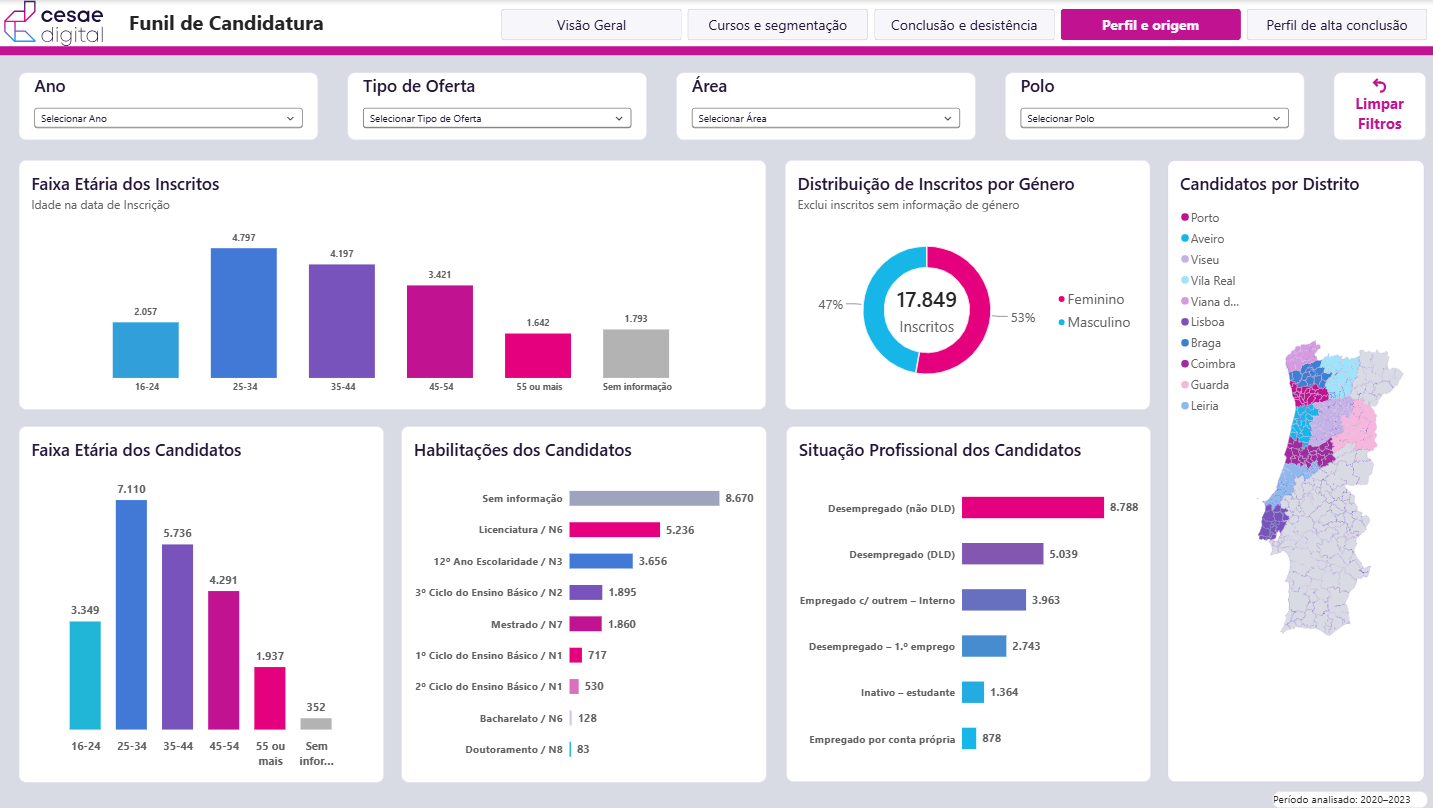 cesae
digital
Funil de Candidatura
Visão Geral
Cursos e segmentação
Conclusão e desistência
Perfil e origem
Perfil de alta conclusão
Ano
Selecionar Ano
Tipo de Oferta
Selecionar Tipo de Oferta
Área
Selecionar Área
Polo
Selecionar Polo
Limpar
Filtros
Faixa Etária dos Inscritos
Idade na data de Inscrição
2.057
4.797
4.197
3.421
1.642
1.793
16-24
25-34
35-44
45-54
55 ou mais
Sem informação
Distribuição de Inscritos por Género
Exclui inscritos sem informação de género
47%
17.849
Inscritos
53%
Feminino
Masculino
Candidatos por Distrito
Porto
Aveiro
Viseu
Vila Real
Viana d...
Lisboa
Braga
Coimbra
Guarda
Leiria
Faixa Etária dos Candidatos
3.349
7.110
5.736
4.291
1.937
352
16-24
25-34
35-44
45-54
55 ou
mais
Sem
infor...
Habilitações dos Candidatos
Sem informação 8.670
Licenciatura / N6 5.236
12º Ano Escolaridade / N3 3.656
3º Ciclo do Ensino Básico / N2 1.895
Mestrado / N7 1.860
1º Ciclo do Ensino Básico / N1 717
2º Ciclo do Ensino Básico / N1 530
Bacharelato / N6 128
Doutoramento / N8 83
Situação Profissional dos Candidatos
Desempregado (não DLD) 8.788
Desempregado (DLD) 5.039
Empregado c/ outrem – Interno 3.963
Desempregado – 1.º emprego 2.743
Inativo – estudante 1.364
Empregado por conta própria 878
Período analisado: 2020–2023